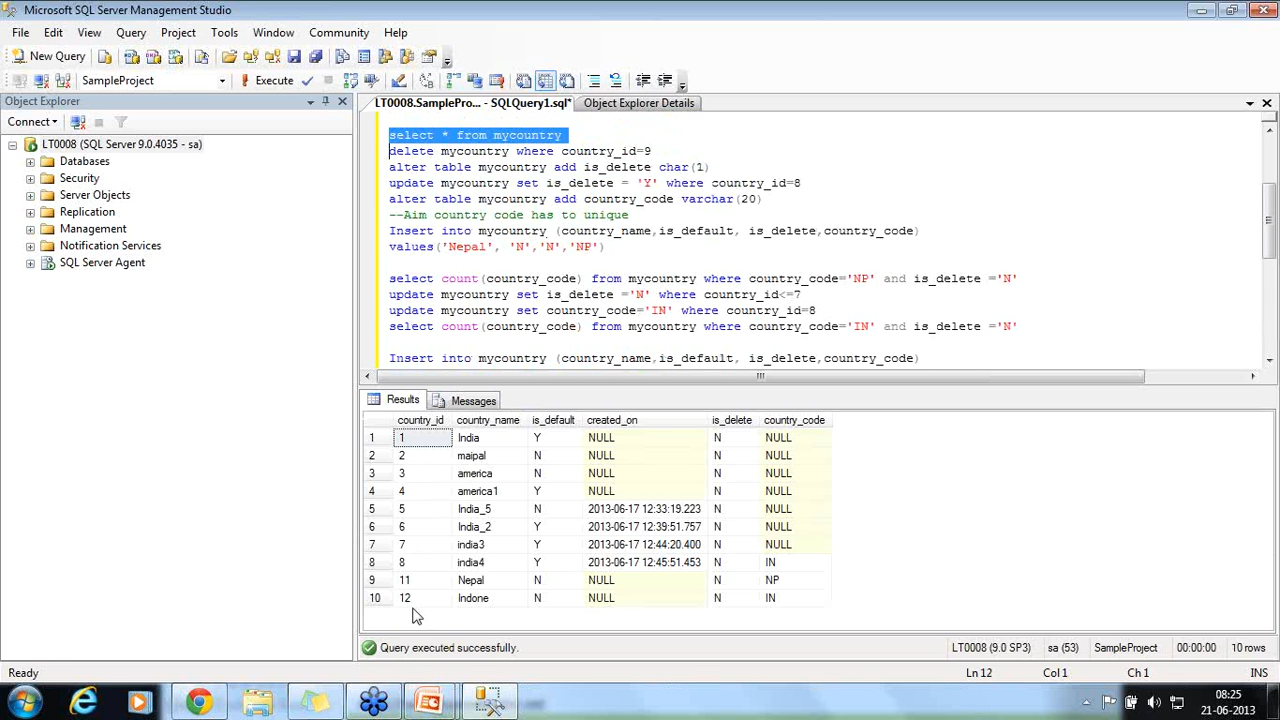 Microsoft SQL Server Management Studio
File Edit View Query Project Tools Window Community Help
New Query
SampleProject Execute
Object Explorer
LT0008.SamplePro... - SQLQuery1.sql* Object Explorer Details
Connect
LT0008 (SQL Server 9.0.4035 - sa)
Databases
Security
Server Objects
Replication
Management
Notification Services
SQL Server Agent
select * from mycountry
delete mycountry where country_id=9
alter table mycountry add is_delete char(1)
update mycountry set is_delete = 'Y' where country_id=8
alter table mycountry add country_code varchar(20)
--Aim country code has to unique
Insert into mycountry (country_name,is_default, is_delete,country_code)
values('Nepal', 'N','N','NP')
select count(country_code) from mycountry where country_code='NP' and is_delete ='N'
update mycountry set is_delete ='N' where country_id<=7
update mycountry set country_code='IN' where country_id=8
select count(country_code) from mycountry where country_code='IN' and is_delete ='N'
Insert into mycountry (country_name,is_default, is_delete,country_code)
Results Messages
country_id country_name is_default created_on is_delete country_code
1 1 India Y NULL N NULL
2 2 maipal N NULL N NULL
3 3 america N NULL N NULL
4 4 america1 Y NULL N NULL
5 5 India_5 N 2013-06-17 12:33:19.223 N NULL
6 6 India_2 Y 2013-06-17 12:39:51.757 N NULL
7 7 india3 Y 2013-06-17 12:44:20.400 N NULL
8 8 india4 Y 2013-06-17 12:45:51.453 N IN
9 11 Nepal N NULL N NP
10 12 Indone N NULL N IN
Query executed successfully. LT0008 (9.0 SP3) sa (53) SampleProject 00:00:00 10 rows
Ready Ln 12 Col 1 Ch 1 INS
08:25
21-06-2013